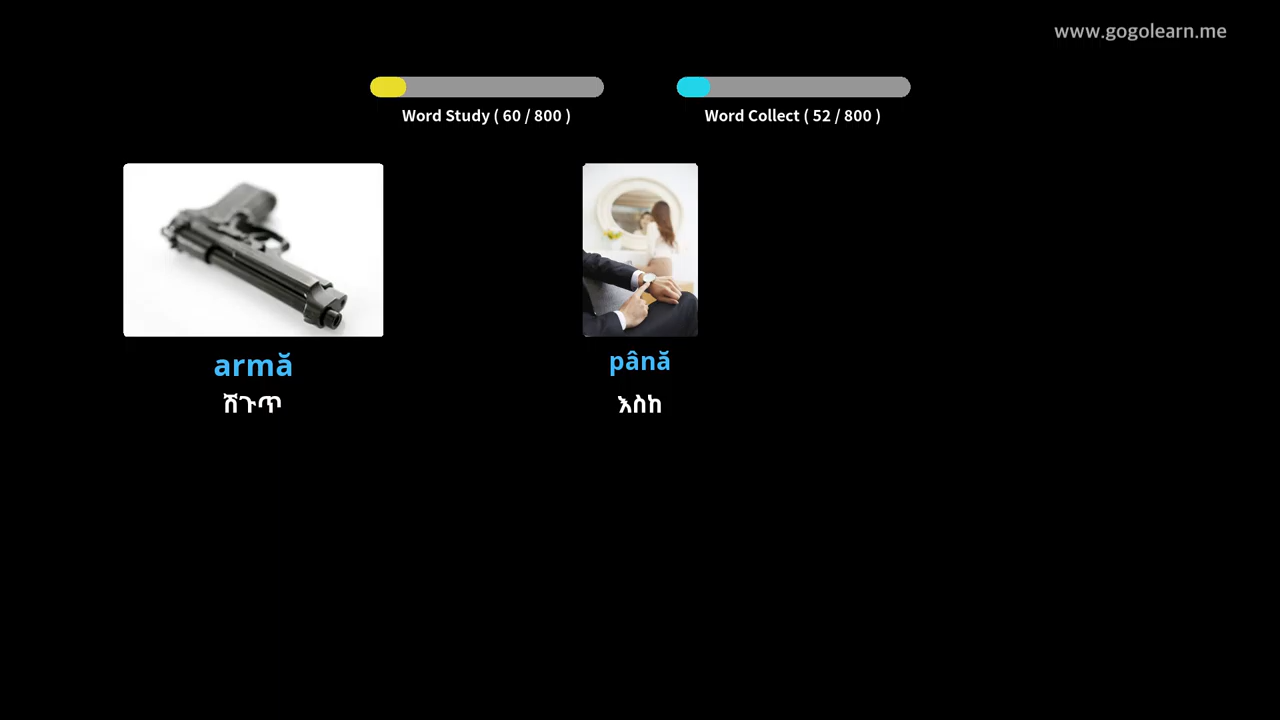 www.gogolearn.me
Word Study ( 60 / 800 )
Word Collect ( 52 / 800 )
armă
ሽጉጥ
până
እስከ